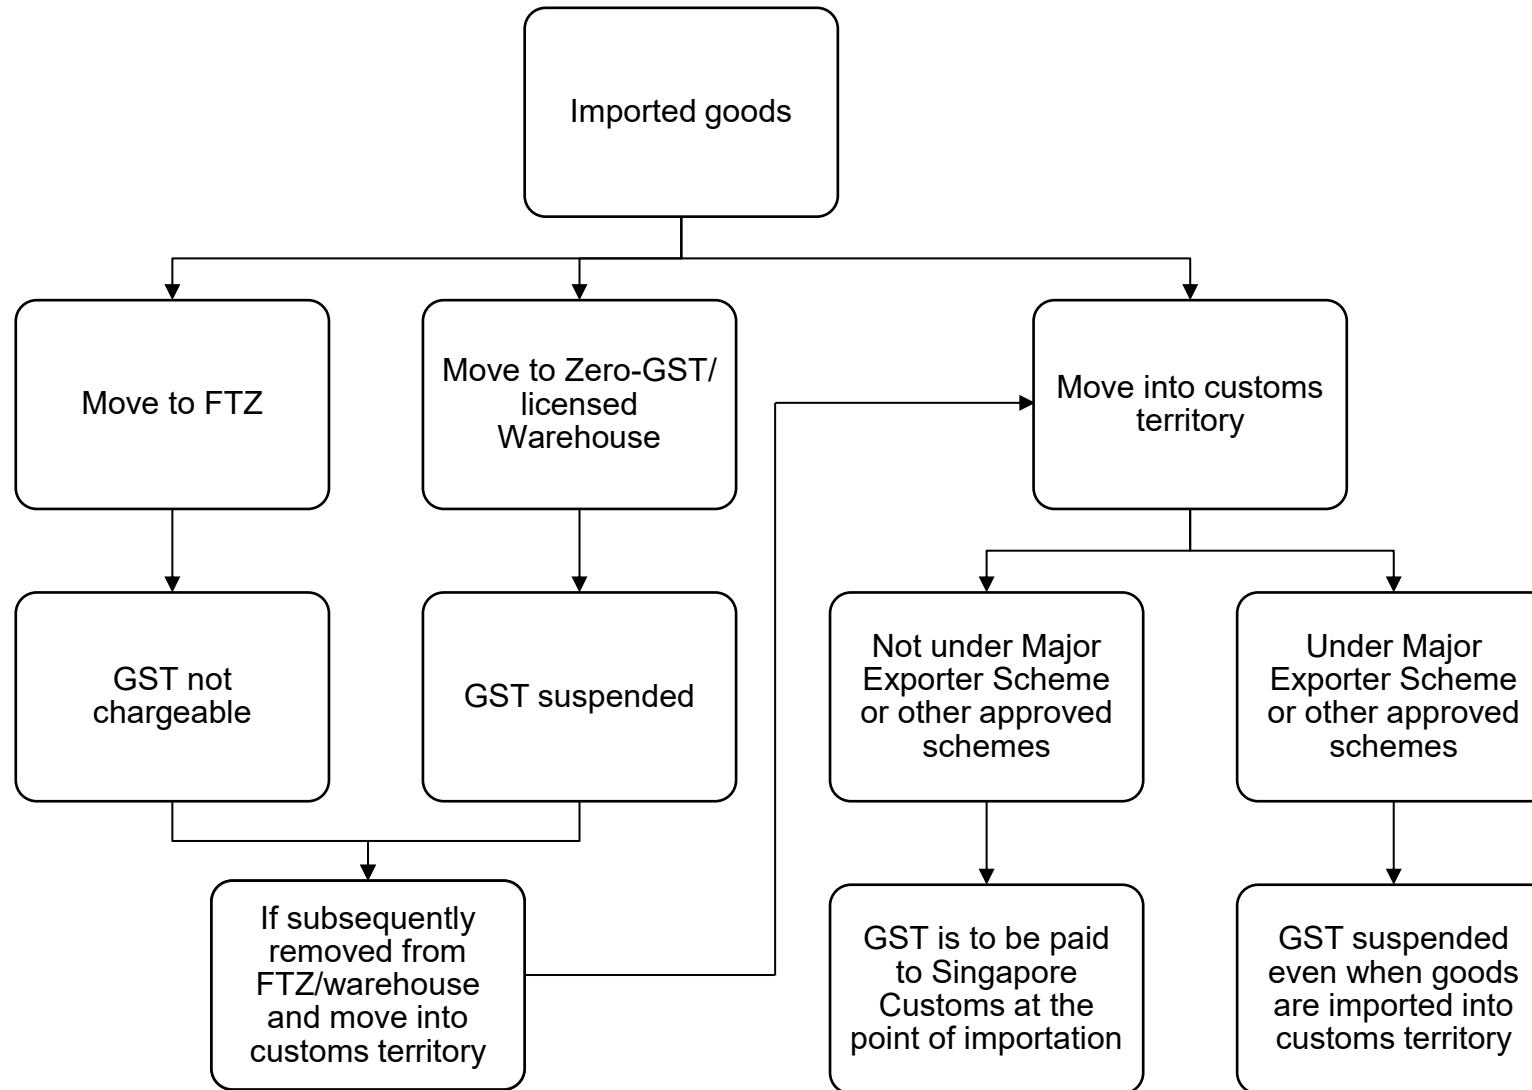 Imported goods
Move to FTZ
Move to Zero-GST/
licensed
Warehouse
Move into customs
territory
GST not
chargeable
GST suspended
Not under Major
Exporter Scheme
or other approved
schemes
Under Major
Exporter Scheme
or other approved
schemes
If subsequently
removed from
FTZ/warehouse
and move into
customs territory
GST is to be paid
to Singapore
Customs at the
point of importation
GST suspended
even when goods
are imported into
customs territory